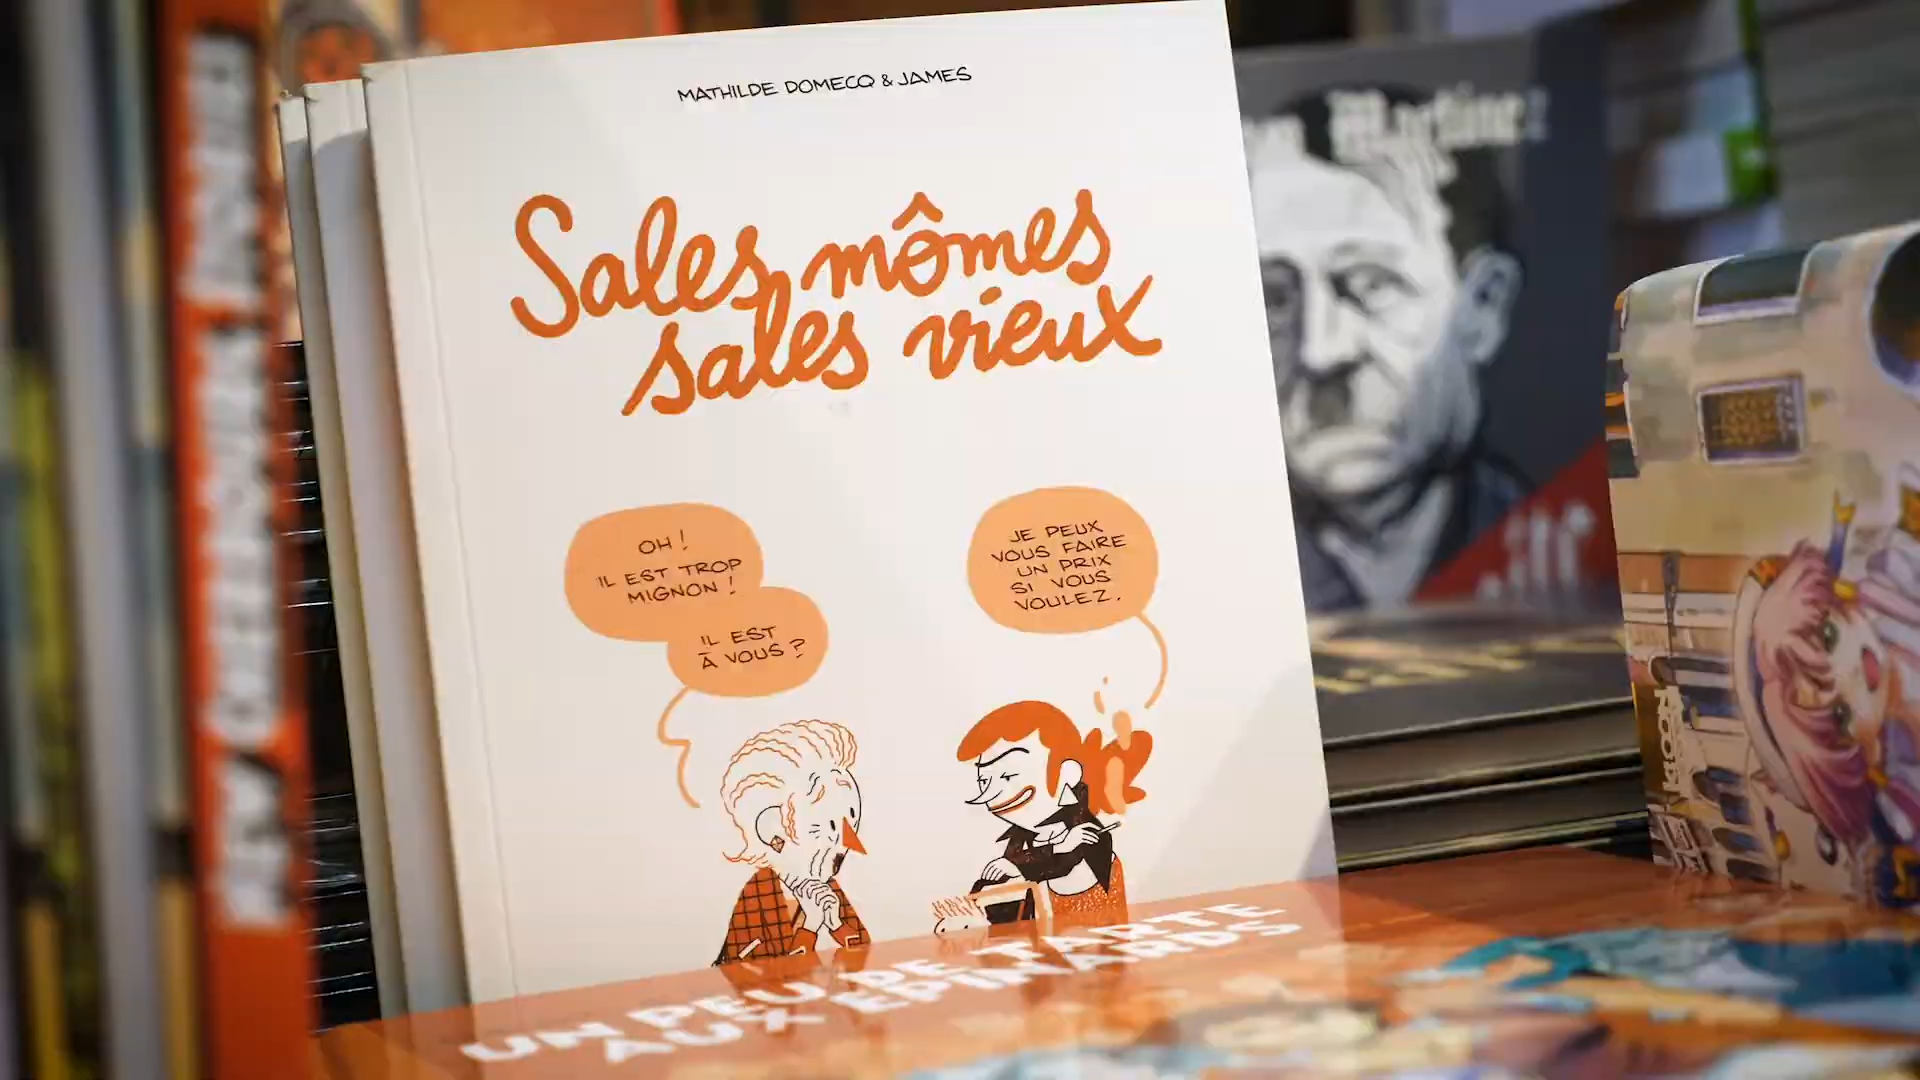 MATHILDE DOMECQ & JAMES
Sales mômes
sales vieux
OH !
IL EST TROP
MIGNON !
IL EST
À VOUS ?
JE PEUX
VOUS FAIRE
UN PRIX
SI VOUS
VOULEZ.
UN PEU DE TARTE
AUX EPINARDS